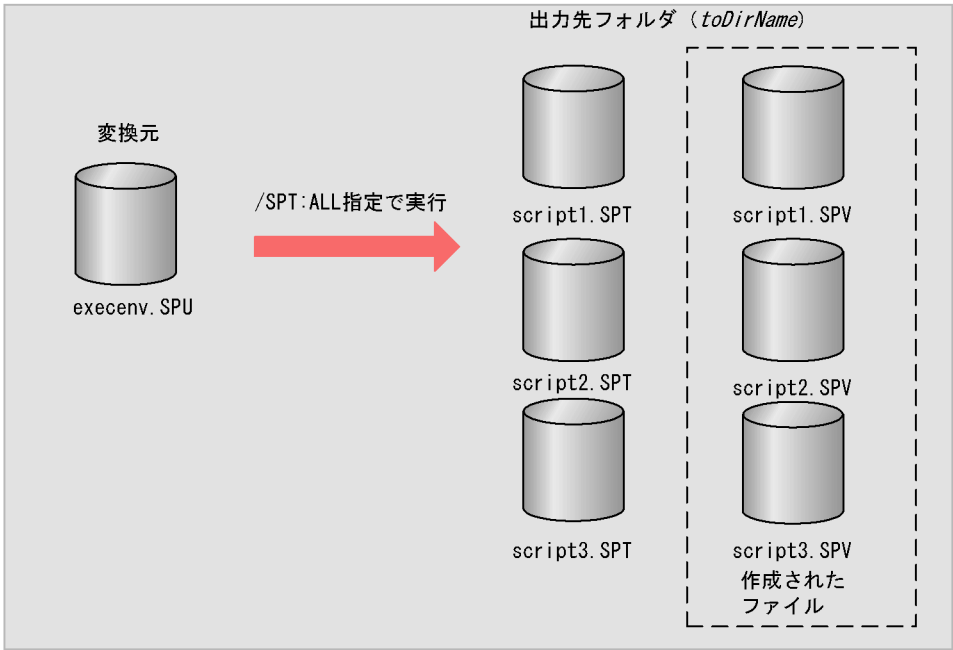 出力先フォルダ(toDirName)
変換元
execenv.SPU
/SPT:ALL指定で実行
script1.SPT
script1.SPV
script2.SPT
script2.SPV
script3.SPT
script3.SPV
作成された
ファイル